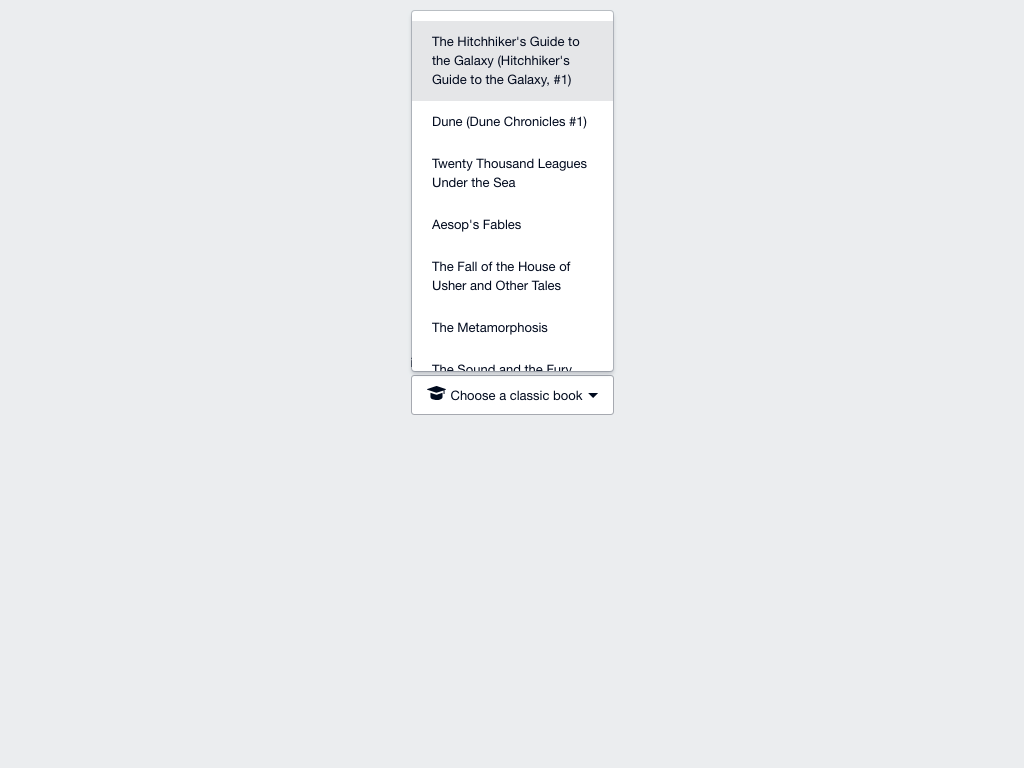 The Hitchhiker's Guide to
the Galaxy (Hitchhiker's
Guide to the Galaxy, #1)
Dune (Dune Chronicles #1)
Twenty Thousand Leagues
Under the Sea
Aesop's Fables
The Fall of the House of
Usher and Other Tales
The Metamorphosis
The Sound and the Fury
Choose a classic book